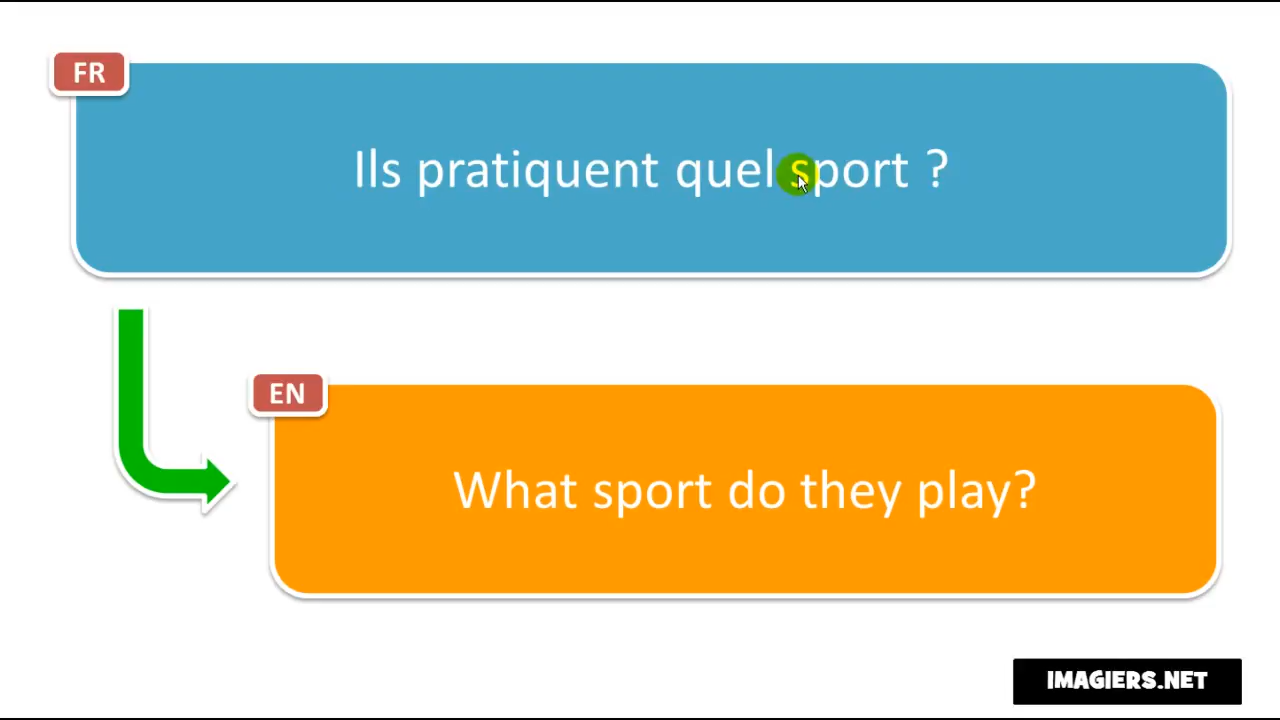 FR
Ils pratiquent quel sport ?
EN
What sport do they play?
IMAGIERS.NET